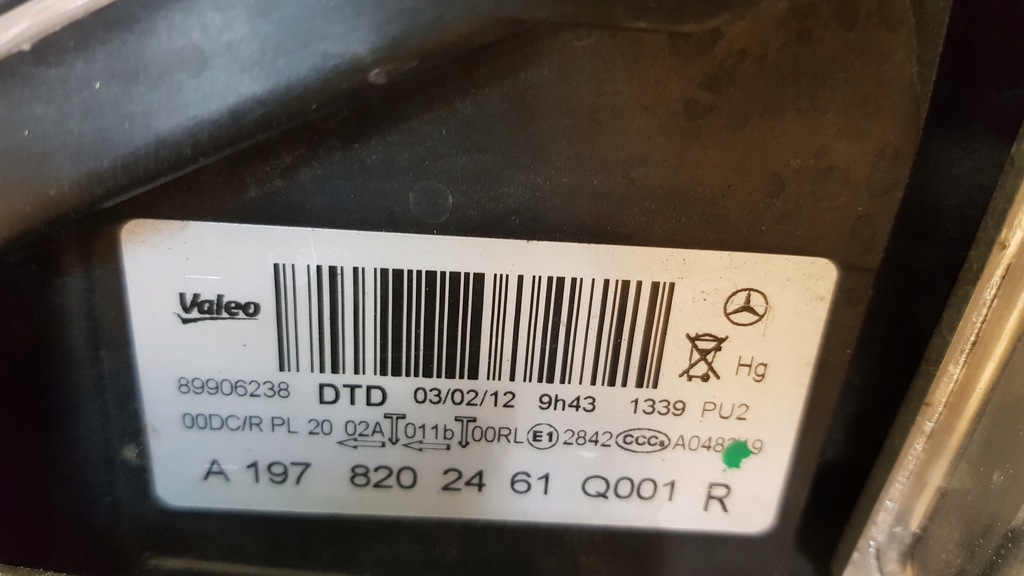 Valeo
Hg
89906238 DTD 03/02/12 9h43 1339 PU2
00DC/R PL 20 02A 011b 00RL E1 2842 CCC
A 197 820 24 61 Q001 R